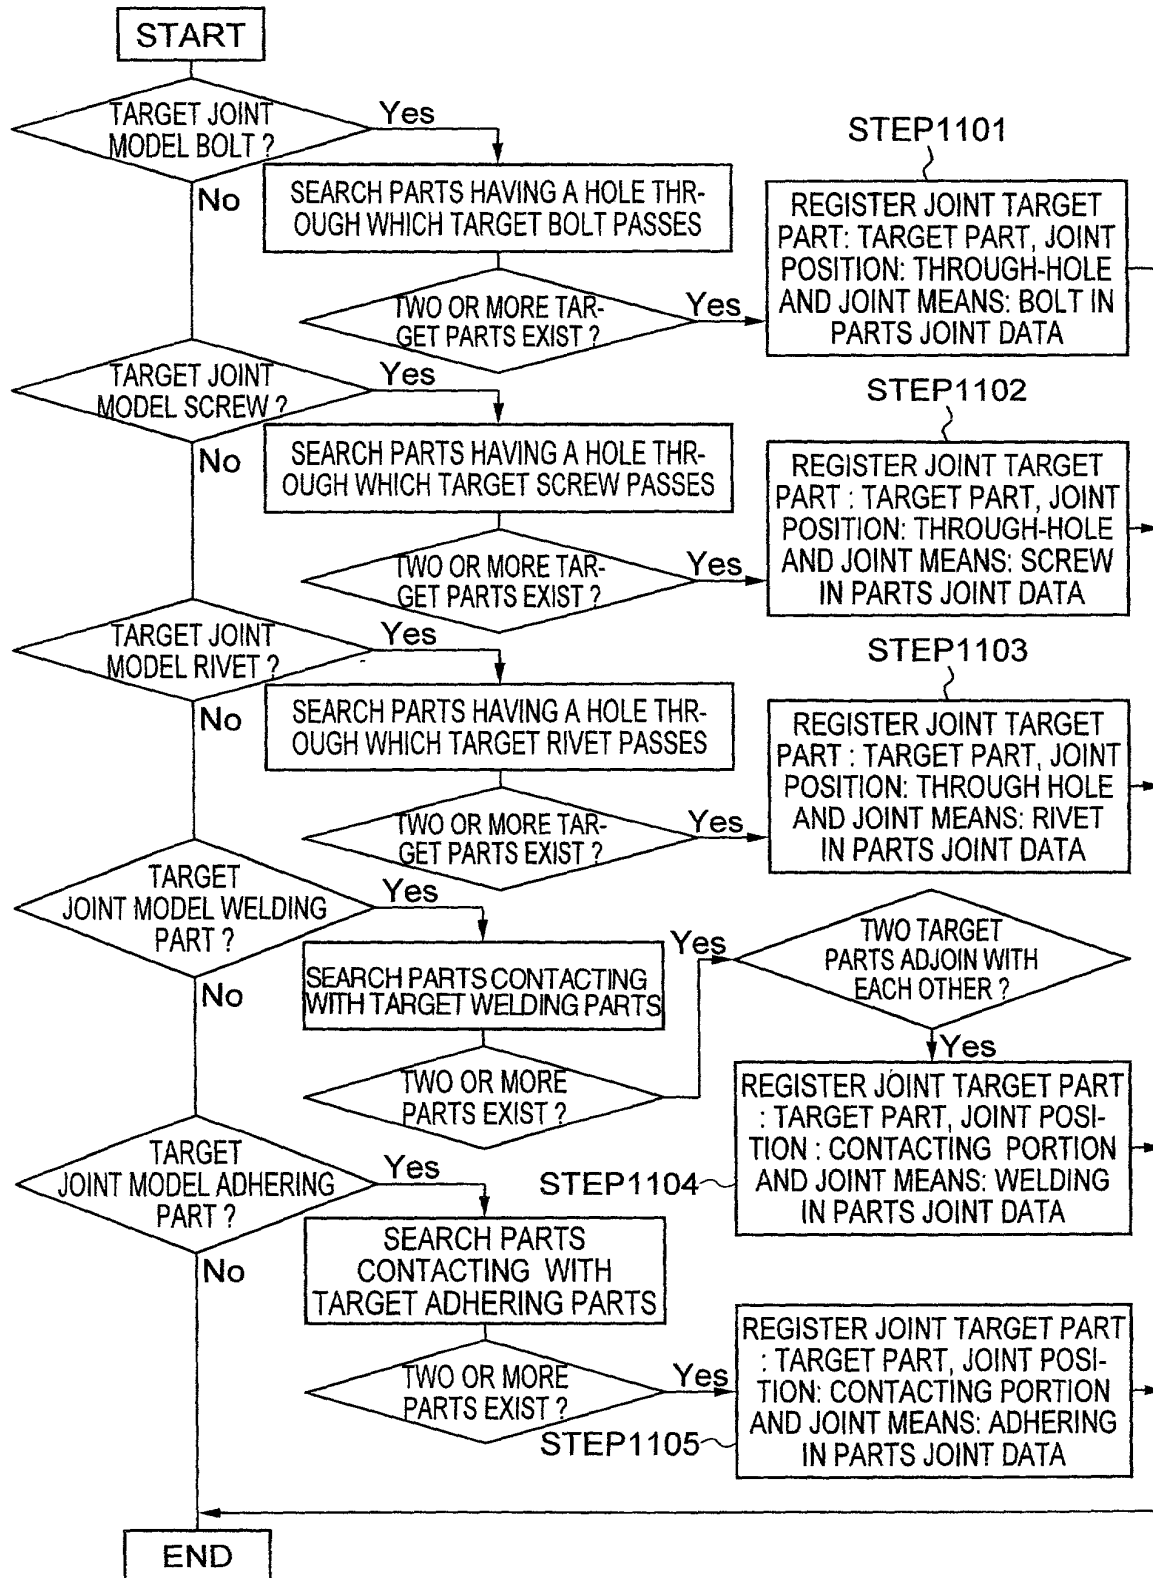 START
TARGET JOINT
MODEL BOLT ?
Yes
No
SEARCH PARTS HAVING A HOLE THR-
OUGH WHICH TARGET BOLT PASSES
TWO OR MORE TAR-
GET PARTS EXIST ?
Yes
STEP1101
REGISTER JOINT TARGET
PART: TARGET PART, JOINT
POSITION: THROUGH-HOLE
AND JOINT MEANS: BOLT IN
PARTS JOINT DATA
TARGET JOINT
MODEL SCREW ?
Yes
No
SEARCH PARTS HAVING A HOLE THR-
OUGH WHICH TARGET SCREW PASSES
TWO OR MORE TAR-
GET PARTS EXIST ?
Yes
STEP1102
REGISTER JOINT TARGET
PART : TARGET PART, JOINT
POSITION: THROUGH-HOLE
AND JOINT MEANS: SCREW
IN PARTS JOINT DATA
TARGET JOINT
MODEL RIVET ?
Yes
No
SEARCH PARTS HAVING A HOLE THR-
OUGH WHICH TARGET RIVET PASSES
TWO OR MORE TAR-
GET PARTS EXIST ?
Yes
STEP1103
REGISTER JOINT TARGET
PART : TARGET PART, JOINT
POSITION: THROUGH HOLE
AND JOINT MEANS: RIVET
IN PARTS JOINT DATA
TARGET
JOINT MODEL WELDING
PART ?
Yes
No
SEARCH PARTS CONTACTING
WITH TARGET WELDING PARTS
TWO OR MORE
PARTS EXIST ?
Yes
TWO TARGET
PARTS ADJOIN WITH
EACH OTHER ?
Yes
REGISTER JOINT TARGET PART
: TARGET PART, JOINT POSI-
TION : CONTACTING PORTION
AND JOINT MEANS: WELDING
IN PARTS JOINT DATA
STEP1104
TARGET
JOINT MODEL ADHERING
PART ?
Yes
No
SEARCH PARTS
CONTACTING WITH
TARGET ADHERING PARTS
TWO OR MORE
PARTS EXIST ?
Yes
REGISTER JOINT TARGET PART
: TARGET PART, JOINT POSI-
TION: CONTACTING PORTION
AND JOINT MEANS: ADHERING
IN PARTS JOINT DATA
STEP1105
END